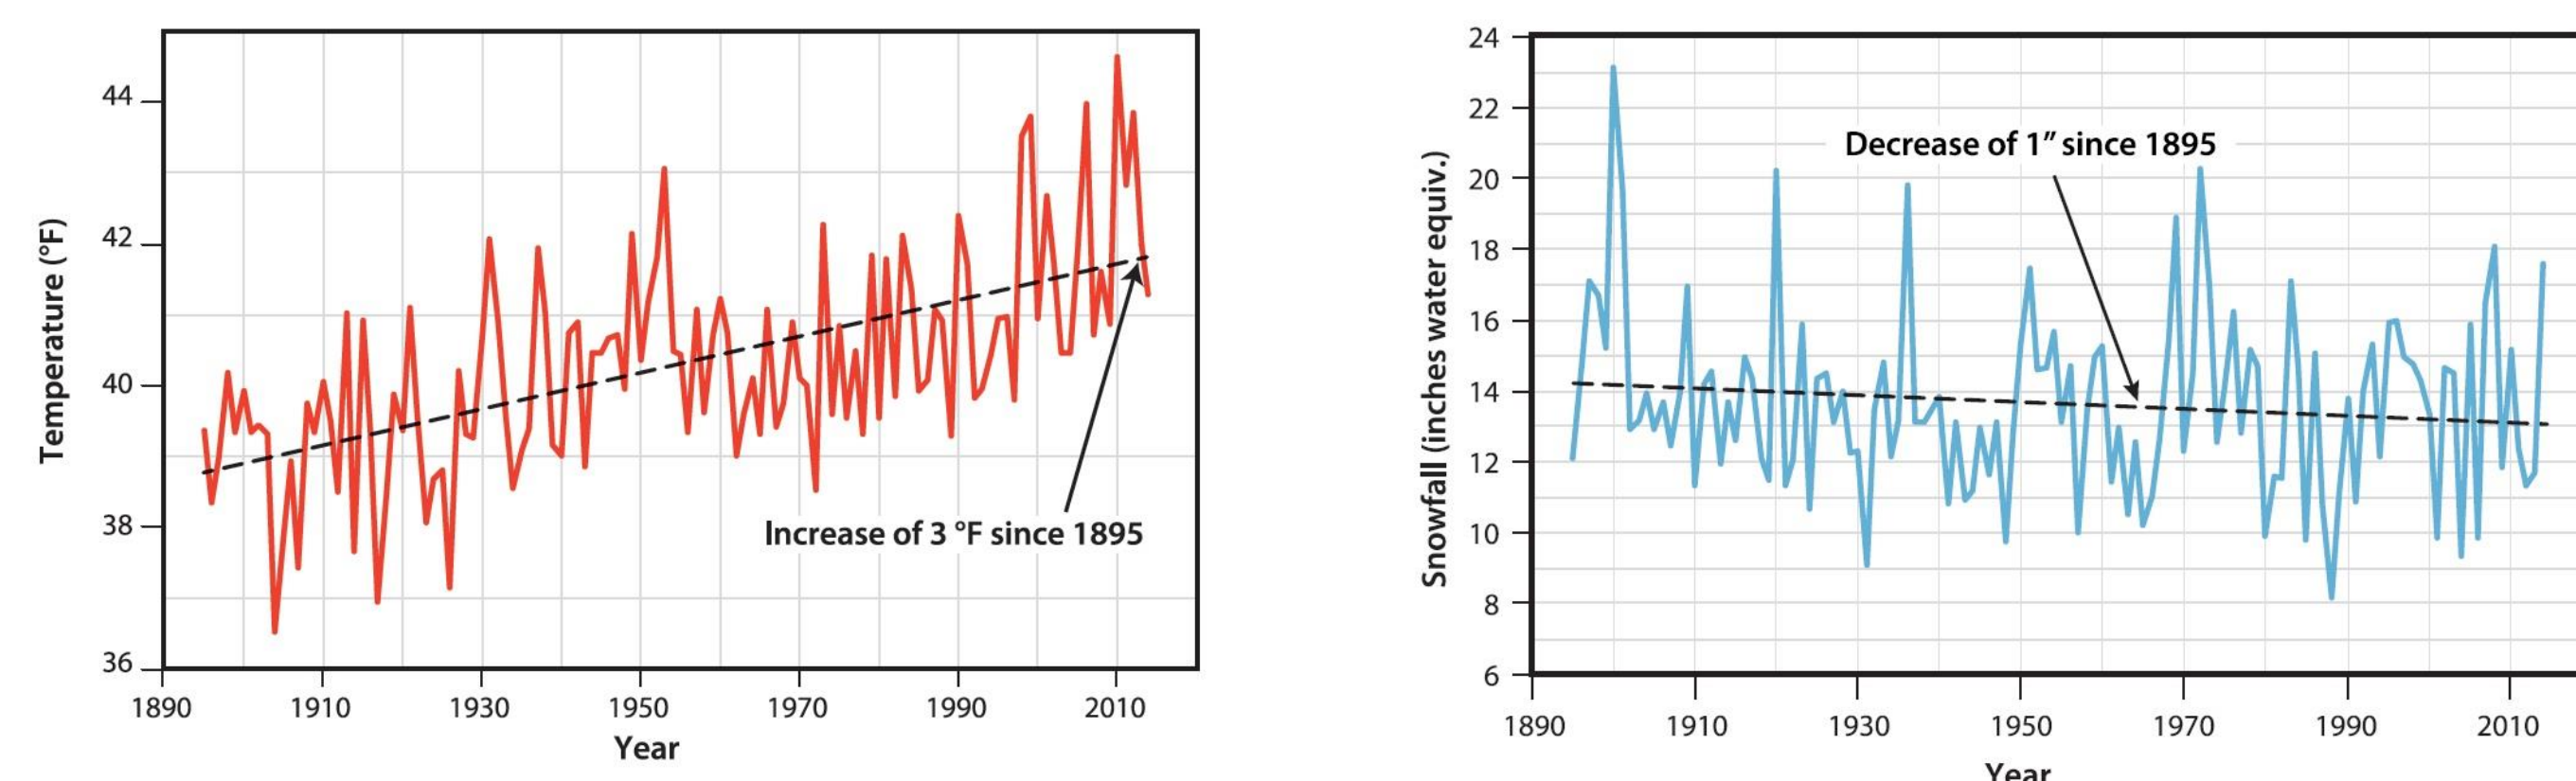 44
42
40
38
36
Temperature (°F)
Increase of 3 °F since 1895
1890 1910 1930 1950 1970 1990 2010
Year
24
22
20
18
16
14
12
10
8
6
Snowfall (inches water equiv.)
Decrease of 1” since 1895
1890 1910 1930 1950 1970 1990 2010
Year